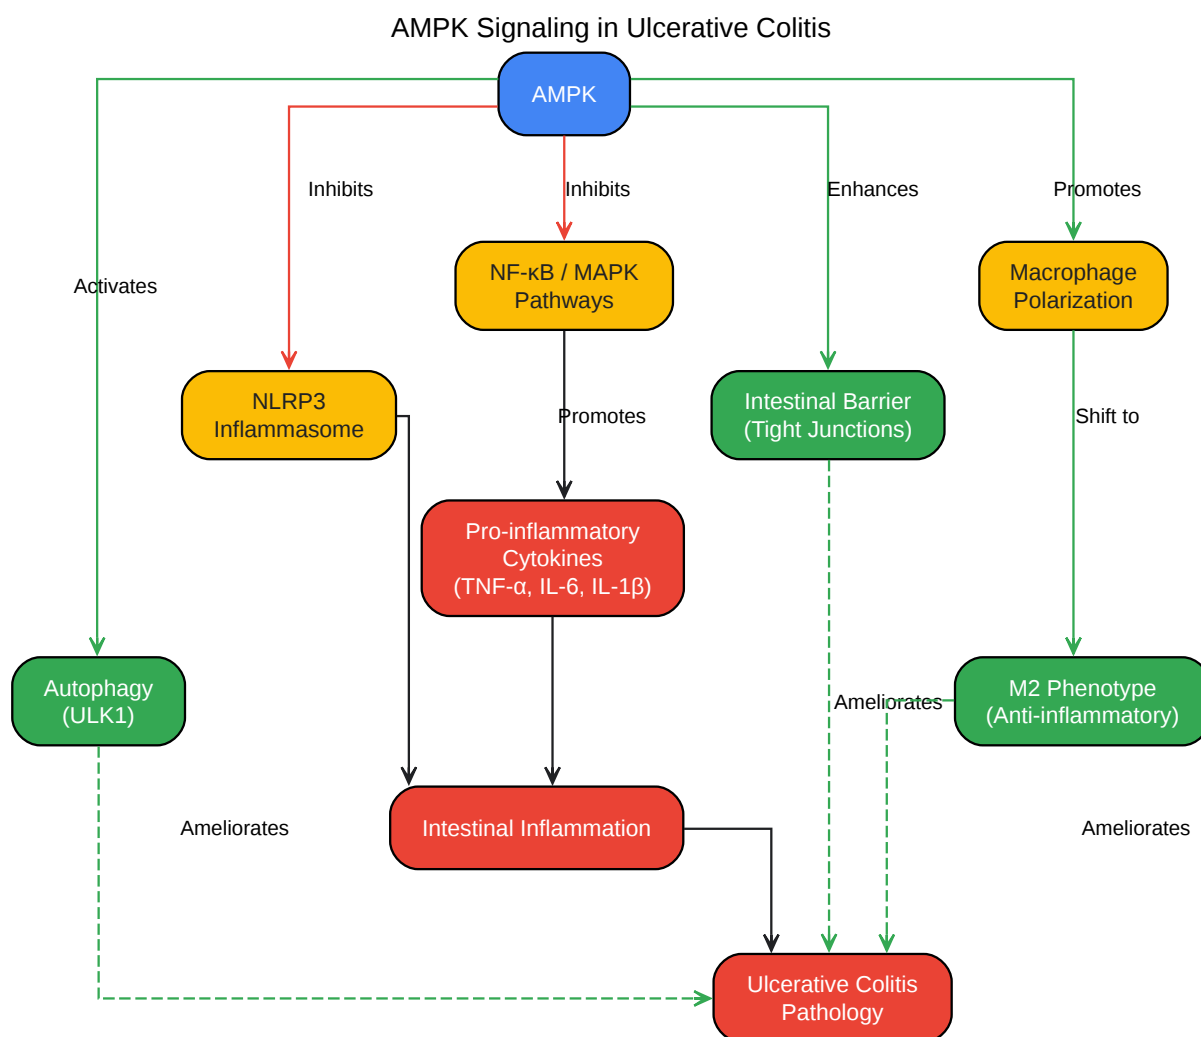 AMPK Signaling in Ulcerative Colitis
AMPK
Inhibits
Inhibits
Enhances
Promotes
NF-κB / MAPK
Pathways
Macrophage
Polarization
Activates
NLRP3
Inflammasome
Promotes
Intestinal Barrier
(Tight Junctions)
Shift to
Pro-inflammatory
Cytokines
(TNF-α, IL-6, IL-1β)
Autophagy
(ULK1)
Ameliorates
M2 Phenotype
(Anti-inflammatory)
Ameliorates
Intestinal Inflammation
Ameliorates
Ulcerative Colitis
Pathology